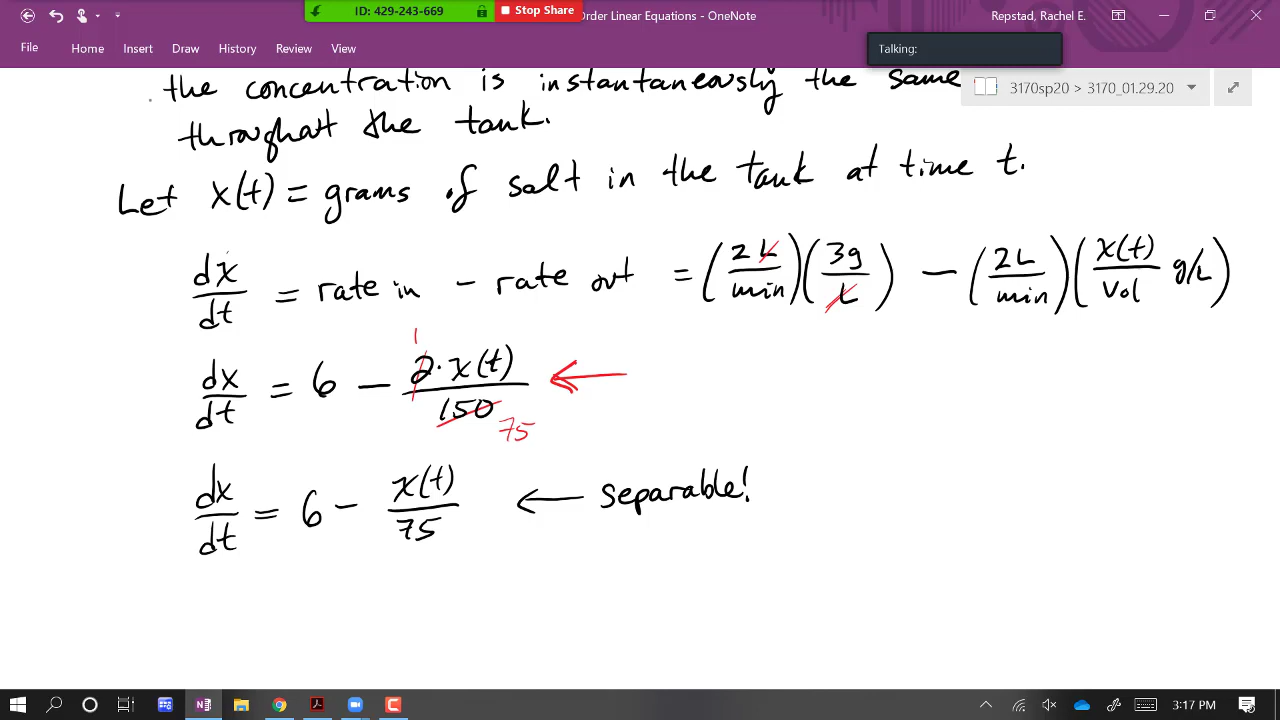 ID: 429-243-669 Stop Share
Order Linear Equations - OneNote
Repstad, Rachel E.
File Home Insert Draw History Review View
Talking:
3170sp20 > 3170_01.29.20
the concentration is instantaneously the same
throughout the tank.
Let x(t) = grams of salt in the tank at time t.
dx/dt = rate in - rate out = (2L/min)(3g/L) - (2L/min)(x(t)/vol g/L)
1
dx/dt = 6 - 2·x(t)/150 ←
75
dx/dt = 6 - x(t)/75 ← separable!
3:17 PM